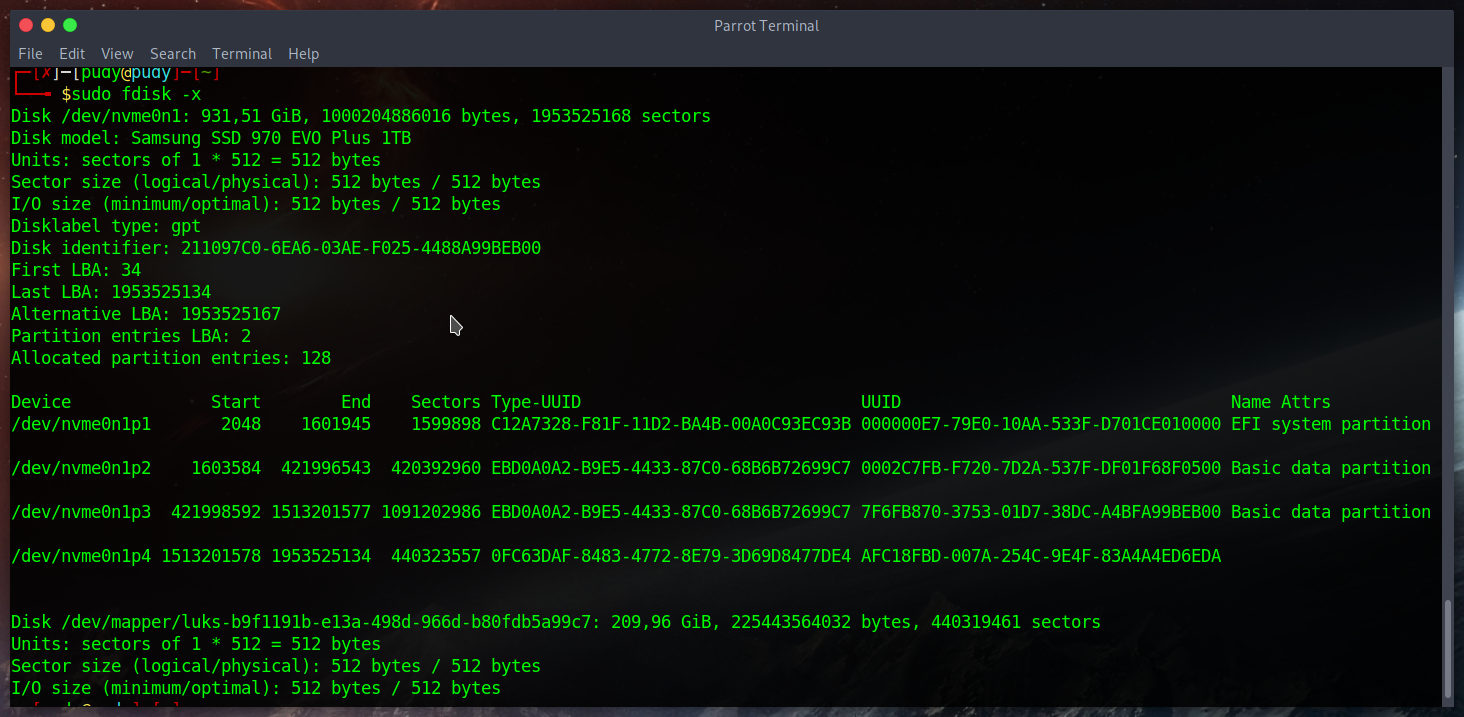 Parrot Terminal
File Edit View Search Terminal Help
┌─[✗]─[pudy@pudy]─[~]
└──╼ $sudo fdisk -x
Disk /dev/nvme0n1: 931,51 GiB, 1000204886016 bytes, 1953525168 sectors
Disk model: Samsung SSD 970 EVO Plus 1TB
Units: sectors of 1 * 512 = 512 bytes
Sector size (logical/physical): 512 bytes / 512 bytes
I/O size (minimum/optimal): 512 bytes / 512 bytes
Disklabel type: gpt
Disk identifier: 211097C0-6EA6-03AE-F025-4488A99BEB00
First LBA: 34
Last LBA: 1953525134
Alternative LBA: 1953525167
Partition entries LBA: 2
Allocated partition entries: 128
Device Start End Sectors Type-UUID UUID Name Attrs
/dev/nvme0n1p1 2048 1601945 1599898 C12A7328-F81F-11D2-BA4B-00A0C93EC93B 000000E7-79E0-10AA-533F-D701CE010000 EFI system partition
/dev/nvme0n1p2 1603584 421996543 420392960 EBD0A0A2-B9E5-4433-87C0-68B6B72699C7 0002C7FB-F720-7D2A-537F-DF01F68F0500 Basic data partition
/dev/nvme0n1p3 421998592 1513201577 1091202986 EBD0A0A2-B9E5-4433-87C0-68B6B72699C7 7F6FB870-3753-01D7-38DC-A4BFA99BEB00 Basic data partition
/dev/nvme0n1p4 1513201578 1953525134 440323557 0FC63DAF-8483-4772-8E79-3D69D8477DE4 AFC18FBD-007A-254C-9E4F-83A4A4ED6EDA
Disk /dev/mapper/luks-b9f1191b-e13a-498d-966d-b80fdb5a99c7: 209,96 GiB, 225443564032 bytes, 440319461 sectors
Units: sectors of 1 * 512 = 512 bytes
Sector size (logical/physical): 512 bytes / 512 bytes
I/O size (minimum/optimal): 512 bytes / 512 bytes